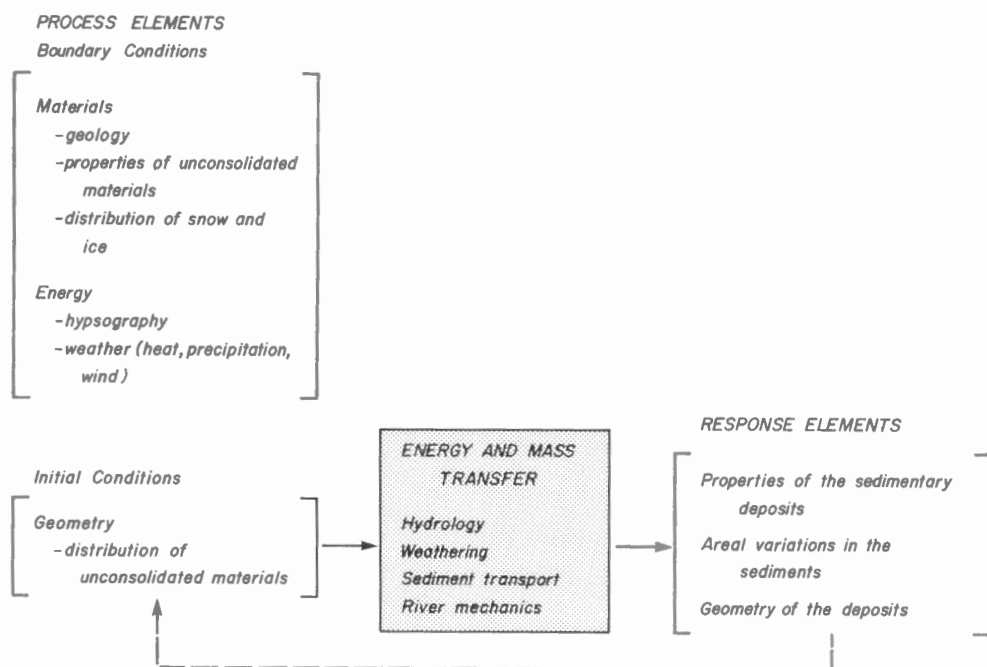 PROCESS ELEMENTS
Boundary Conditions
Materials
-geology
-properties of unconsolidated
materials
-distribution of snow and
ice
Energy
-hypsography
-weather (heat, precipitation,
wind)
Initial Conditions
Geometry
-distribution of
unconsolidated materials
ENERGY AND MASS
TRANSFER
Hydrology
Weathering
Sediment transport
River mechanics
RESPONSE ELEMENTS
Properties of the sedimentary
deposits
Areal variations in the
sediments
Geometry of the deposits